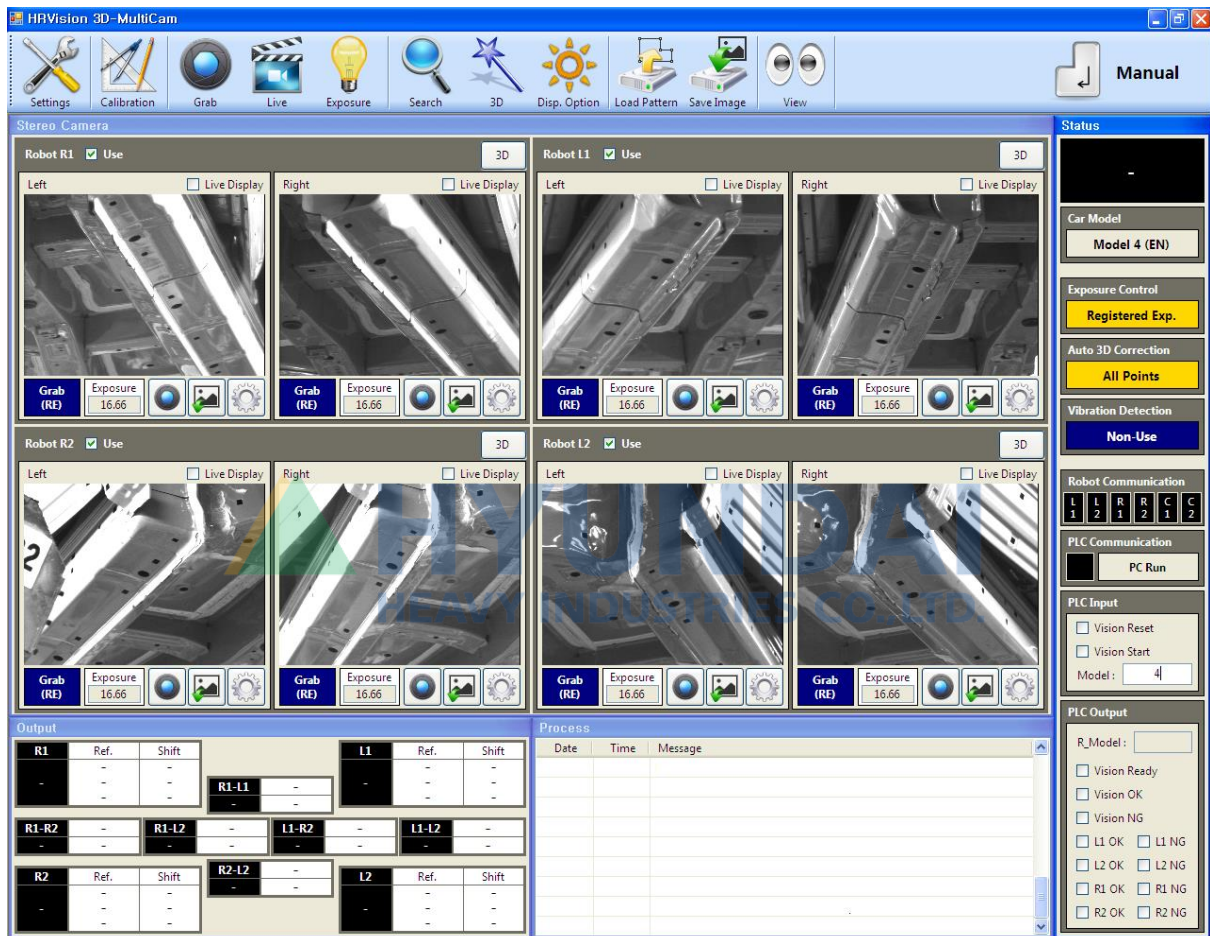 HRVision 3D-MultiCam
Settings
Calibration
Grab
Live
Exposure
Search
3D
Disp. Option
Load Pattern
Save Image
View
Manual
Stereo Camera
Robot R1 Use 3D
Left Live Display Right Live Display
Grab (RE) Exposure 16.66 Grab (RE) Exposure 16.66
Robot L1 Use 3D
Left Live Display Right Live Display
Grab (RE) Exposure 16.66 Grab (RE) Exposure 16.66
Robot R2 Use 3D
Left Live Display Right Live Display
2
Grab (RE) Exposure 16.66 Grab (RE) Exposure 16.66
Robot L2 Use 3D
Left Live Display Right Live Display
Grab (RE) Exposure 16.66 Grab (RE) Exposure 16.66
HYUNDAI
HEAVY INDUSTRIES CO.,LTD.
Output
R1 Ref. Shift
- - -
- -
- -
R1-L1 -
- -
L1 Ref. Shift
- - -
- -
- -
R1-R2 - R1-L2 - L1-R2 - L1-L2 -
- - - - - - - -
R2 Ref. Shift
- - -
- -
- -
R2-L2 -
- -
L2 Ref. Shift
- - -
- -
- -
Process
Date Time Message
Status
-
Car Model
Model 4 (EN)
Exposure Control
Registered Exp.
Auto 3D Correction
All Points
Vibration Detection
Non-Use
Robot Communication
L1 L2 R1 R2 C1 C2
PLC Communication
PC Run
PLC Input
Vision Reset
Vision Start
Model : 4
PLC Output
R_Model :
Vision Ready
Vision OK
Vision NG
L1 OK L1 NG
L2 OK L2 NG
R1 OK R1 NG
R2 OK R2 NG